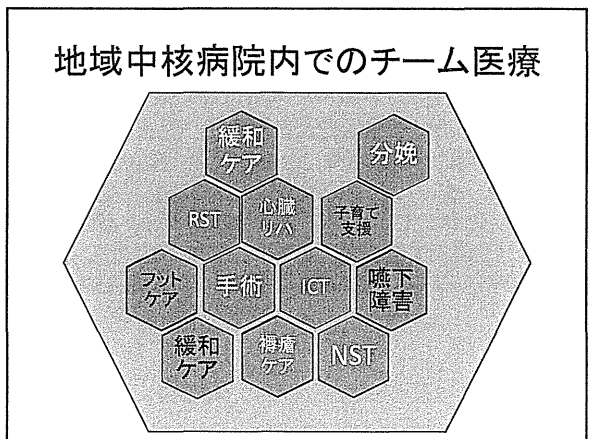 地域中核病院内でのチーム医療
緩和
ケア
分娩
RST
心臓
リハ
子育て
支援
フット
ケア
手術
ICT
嚥下
障害
緩和
ケア
褥瘡
ケア
NST